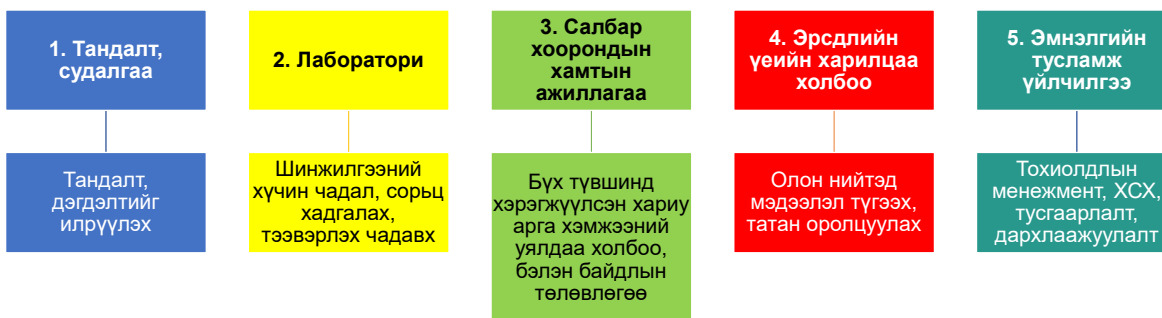 1. Тандалт,
судалгаа
2. Лаборатори
3. Салбар
хоорондын
хамтын
ажиллагаа
4. Эрсдлийн
үеийн харилцаа
холбоо
5. Эмнэлгийн
тусламж
үйлчилгээ
Тандалт,
дэгдэлтийг
илрүүлэх
Шинжилгээний
хүчин чадал, сорьц
хадгалах,
тээвэрлэх чадавх
Бүх түвшинд
хэрэгжүүлсэн хариу
арга хэмжээний
уялдаа холбоо,
бэлэн байдлын
төлөвлөгөө
Олон нийтэд
мэдээлэл түгээх,
татан оролцуулах
Тохиолдлын
менежмент, ХСХ,
тусгаарлалт,
дархлаажуулалт